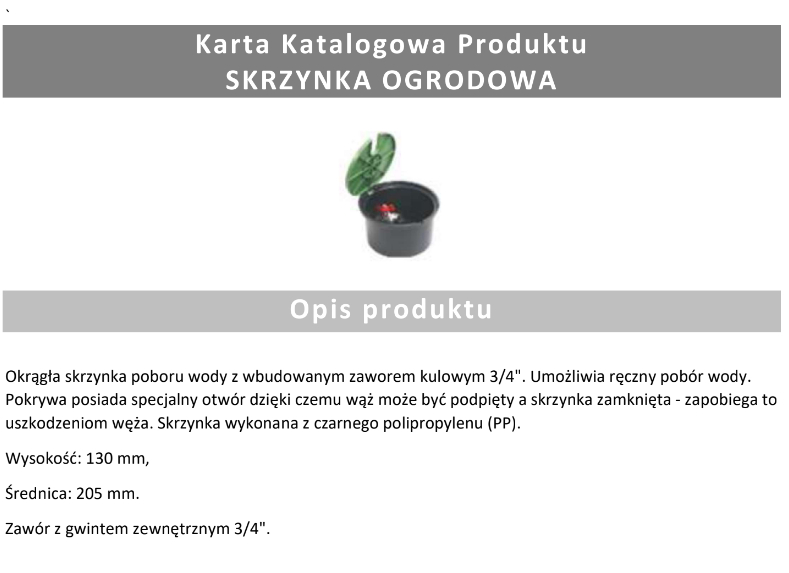 `
Karta Katalogowa Produktu
SKRZYNKA OGRODOWA
Opis produktu
Okrągła skrzynka poboru wody z wbudowanym zaworem kulowym 3/4". Umożliwia ręczny pobór wody.
Pokrywa posiada specjalny otwór dzięki czemu wąż może być podpięty a skrzynka zamknięta - zapobiega to
uszkodzeniom węża. Skrzynka wykonana z czarnego polipropylenu (PP).
Wysokość: 130 mm,
Średnica: 205 mm.
Zawór z gwintem zewnętrznym 3/4".